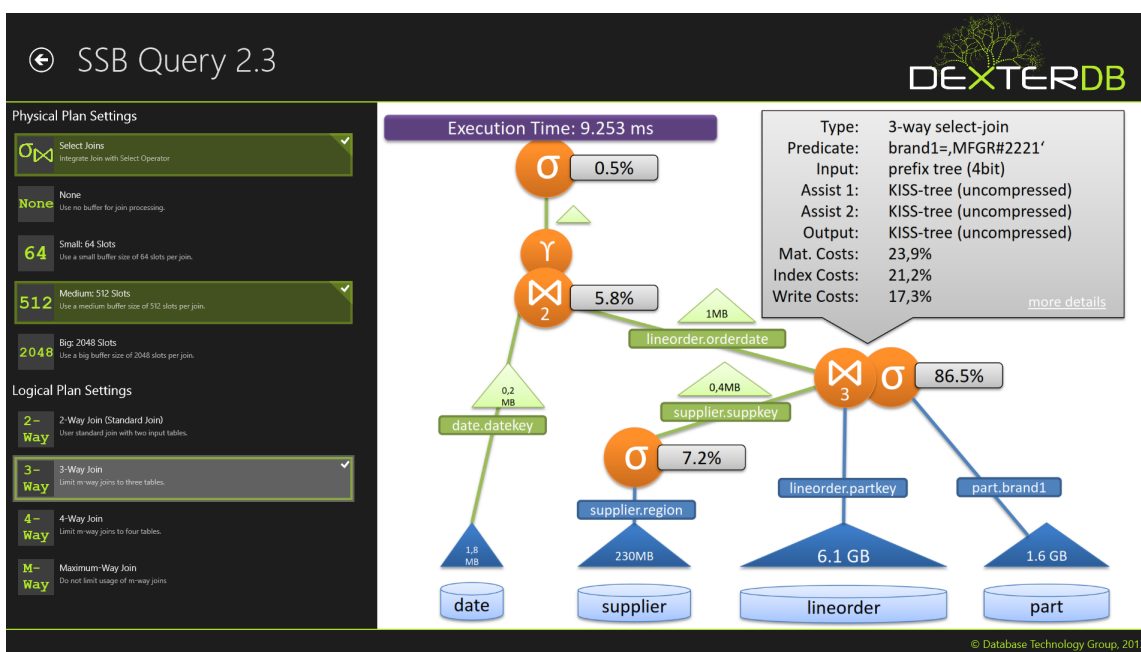 SSB Query 2.3
DEXTERDB
Physical Plan Settings
σ⋈
Select Joins
Integrate Join with Select Operator
None
None
Use no buffer for join processing.
64
Small: 64 Slots
Use a small buffer size of 64 slots per join.
512
Medium: 512 Slots
Use a medium buffer size of 512 slots per join.
2048
Big: 2048 Slots
Use a big buffer size of 2048 slots per join.
Logical Plan Settings
2-
Way
2-Way Join (Standard Join)
User standard join with two input tables.
3-
Way
3-Way Join
Limit m-way joins to three tables.
4-
Way
4-Way Join
Limit m-way joins to four tables.
M-
Way
Maximum-Way Join
Do not limit usage of m-way joins
Execution Time: 9.253 ms
σ 0.5%
ϒ
⋈
2
5.8%
Type: 3-way select-join
Predicate: brand1=‚MFGR#2221‘
Input: prefix tree (4bit)
Assist 1: KISS-tree (uncompressed)
Assist 2: KISS-tree (uncompressed)
Output: KISS-tree (uncompressed)
Mat. Costs: 23,9%
Index Costs: 21,2%
Write Costs: 17,3%
more details
1MB
lineorder.orderdate
⋈
3
σ 86.5%
0,2
MB
date.datekey
0,4MB
supplier.suppkey
σ 7.2%
supplier.region
lineorder.partkey
part.brand1
1,8
MB
230MB
6.1 GB
1.6 GB
date
supplier
lineorder
part
© Database Technology Group, 201